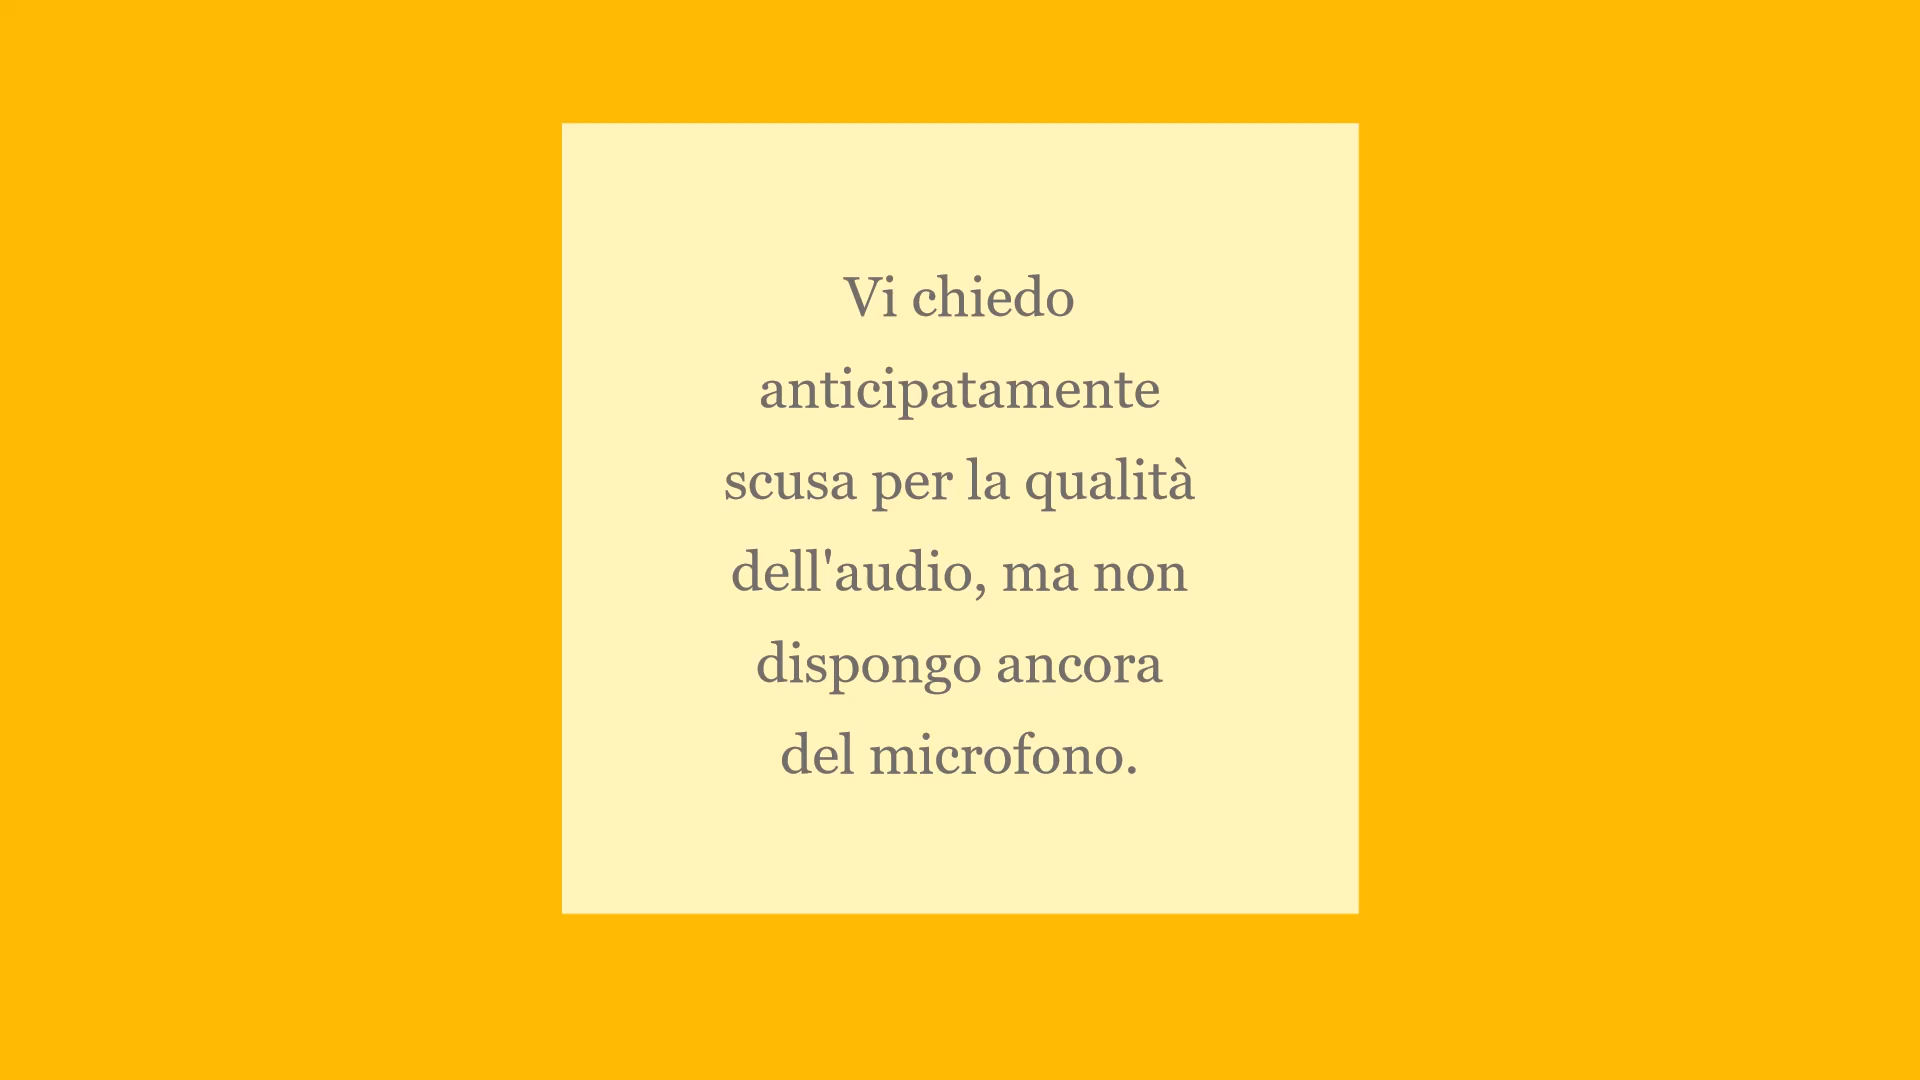 Vi chiedo
anticipatamente
scusa per la qualità
dell'audio, ma non
dispongo ancora
del microfono.